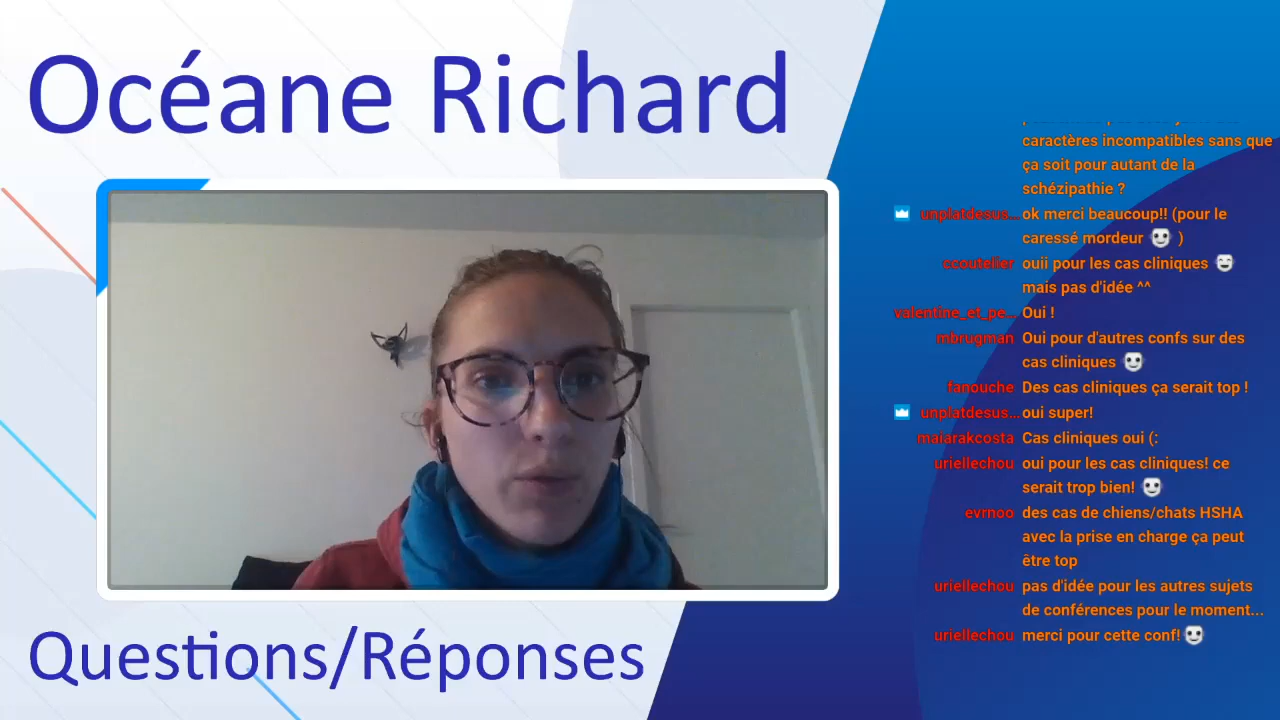 Océane Richard
caractères incompatibles sans que
ça soit pour autant de la
schézipathie ?
unplatdesus... ok merci beaucoup!! (pour le
caressé mordeur )
ccoutelier ouii pour les cas cliniques
mais pas d'idée ^^
valentine_et_pe... Oui !
mbrugman Oui pour d'autres confs sur des
cas cliniques
fanouche Des cas cliniques ça serait top !
unplatdesus... oui super!
maiarakcosta Cas cliniques oui (:
uriellechou oui pour les cas cliniques! ce
serait trop bien!
evrnoo des cas de chiens/chats HSHA
avec la prise en charge ça peut
être top
uriellechou pas d'idée pour les autres sujets
de conférences pour le moment...
uriellechou merci pour cette conf!
Questions/Réponses